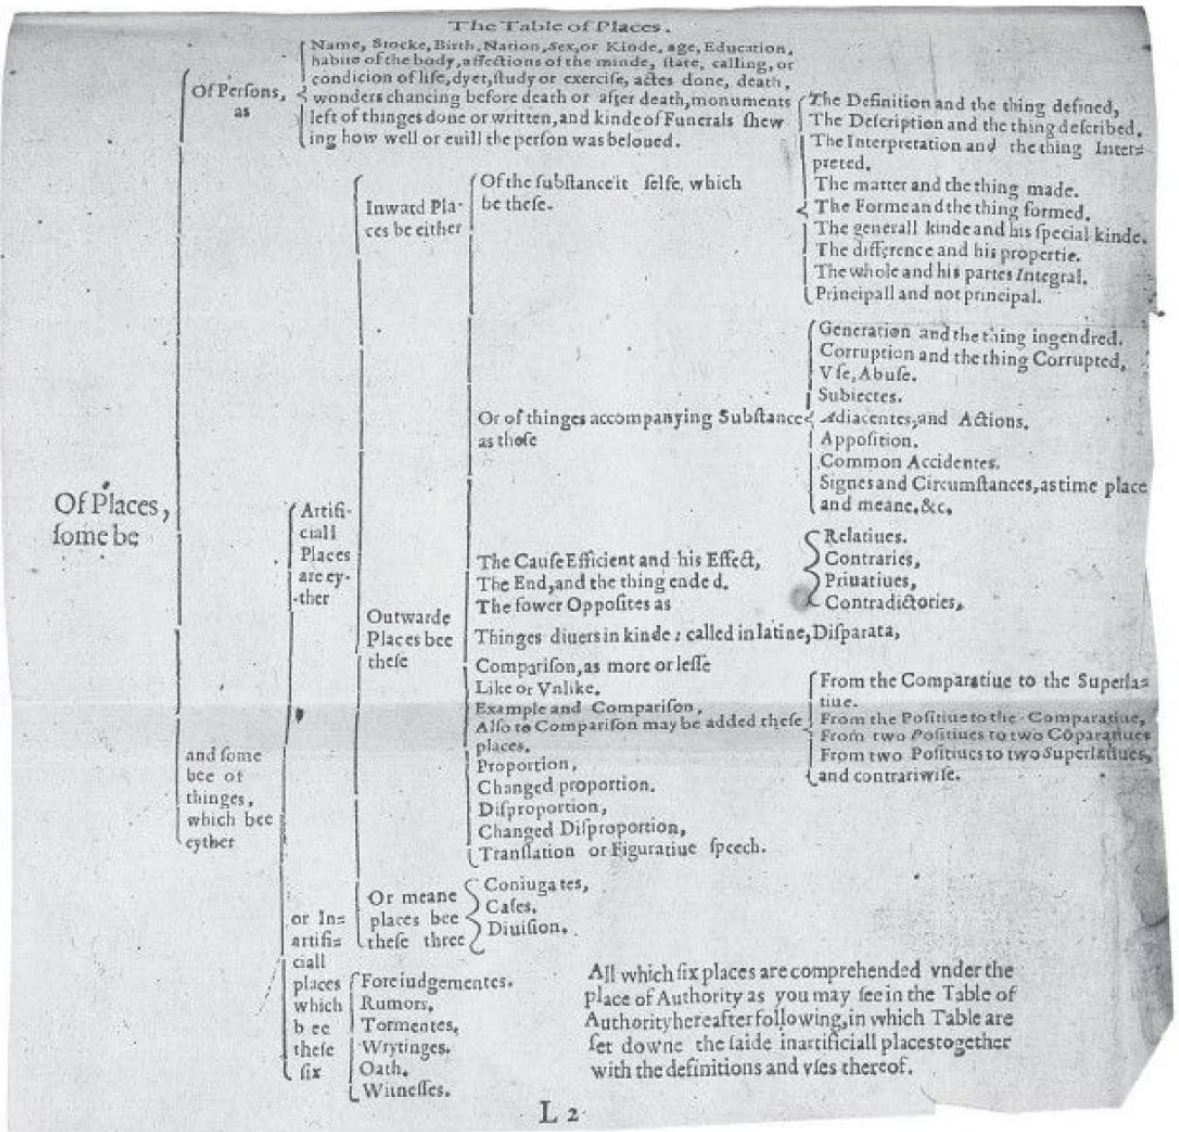 The Table of Places.
Of Places,
ſome be
Of Perſons,
as
Name, Stocke, Birth, Nation, Sex, or Kinde, age, Education,
habite of the body, affections of the minde, ſtate, calling, or
condicion of life, dyet, ſtudy or exerciſe, actes done, death,
wonders chancing before death or after death, monuments
left of thinges done or written, and kinde of Funerals ſhew
ing how well or euill the perſon was beloued.
and ſome
bee of
thinges,
which bee
eyther
Artifi-
ciall
Places
are ey-
ther
Inward Pla-
ces be either
Of the ſubſtance it ſelfe, which
be theſe.
The Definition and the thing defined,
The Deſcription and the thing deſcribed,
The Interpretation and the thing Inter=
preted.
The matter and the thing made.
The Forme and the thing formed,
The generall kinde and his ſpecial kinde.
The difference and his propertie.
The whole and his partes Integral.
Principall and not principal.
Or of thinges accompanying Subſtance
as thoſe
Generation and the thing ingendred.
Corruption and the thing Corrupted,
Vſe, Abuſe.
Subiectes.
Adiacentes, and Actions,
Appoſition.
Common Accidentes.
Signes and Circumſtances, as time place
and meane, &c,
Outwarde
Places bee
theſe
The Cauſe Efficient and his Effect,
The End, and the thing ended.
The fower Oppoſites as
Relatiues.
Contraries,
Priuatiues,
Contradictories,
Thinges diuers in kinde: called in latine, Diſparata,
Compariſon, as more or leſſe
Like or Vnlike.
Example and Compariſon,
Alſo to Compariſon may be added theſe
places.
From the Comparatiue to the Superla=
tiue.
From the Poſitiue to the Comparatiue,
From two Poſitiues to two Cōparatiues
From two Poſitiues to two Superlatiues,
and contrariwiſe.
Proportion,
Changed proportion.
Diſproportion,
Changed Diſproportion,
Tranſlation or Figuratiue ſpeech.
Or meane
places bee
theſe three
Coniugates,
Caſes.
Diuiſion.
or In=
artifi=
ciall
places
which
bee
theſe
ſix
Foreiudgementes.
Rumors,
Tormentes,
Wrytinges.
Oath.
Witneſſes.
All which ſix places are comprehended vnder the
place of Authority as you may ſee in the Table of
Authority hereafter following, in which Table are
ſet downe the ſaide inartificiall places together
with the definitions and vſes thereof.
L 2